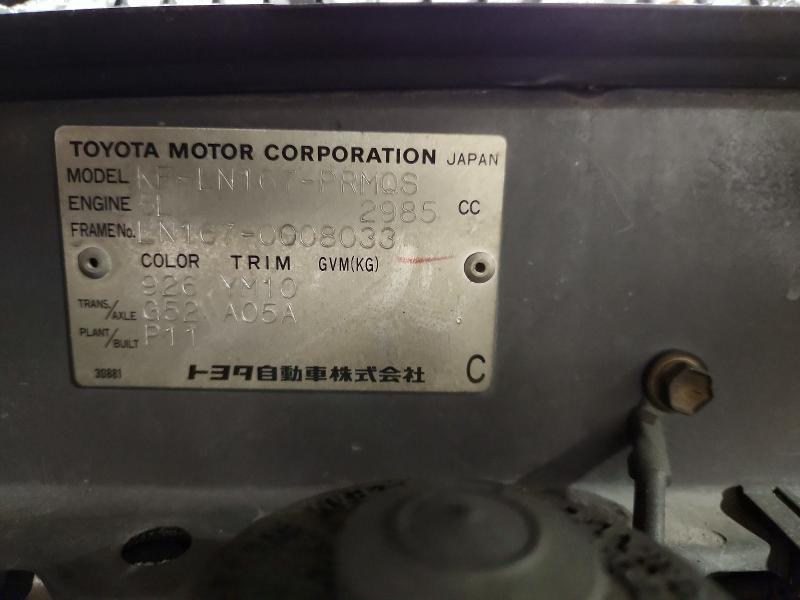 TOYOTA MOTOR CORPORATION JAPAN
MODEL KF-LN167-PRMQS
ENGINE 5L 2985 CC
FRAME No. LN167-0008033
COLOR TRIM GVM(KG)
926 YM10
TRANS./AXLE G52 A05A
PLANT/BUILT P11
30881 トヨタ自動車株式会社 C